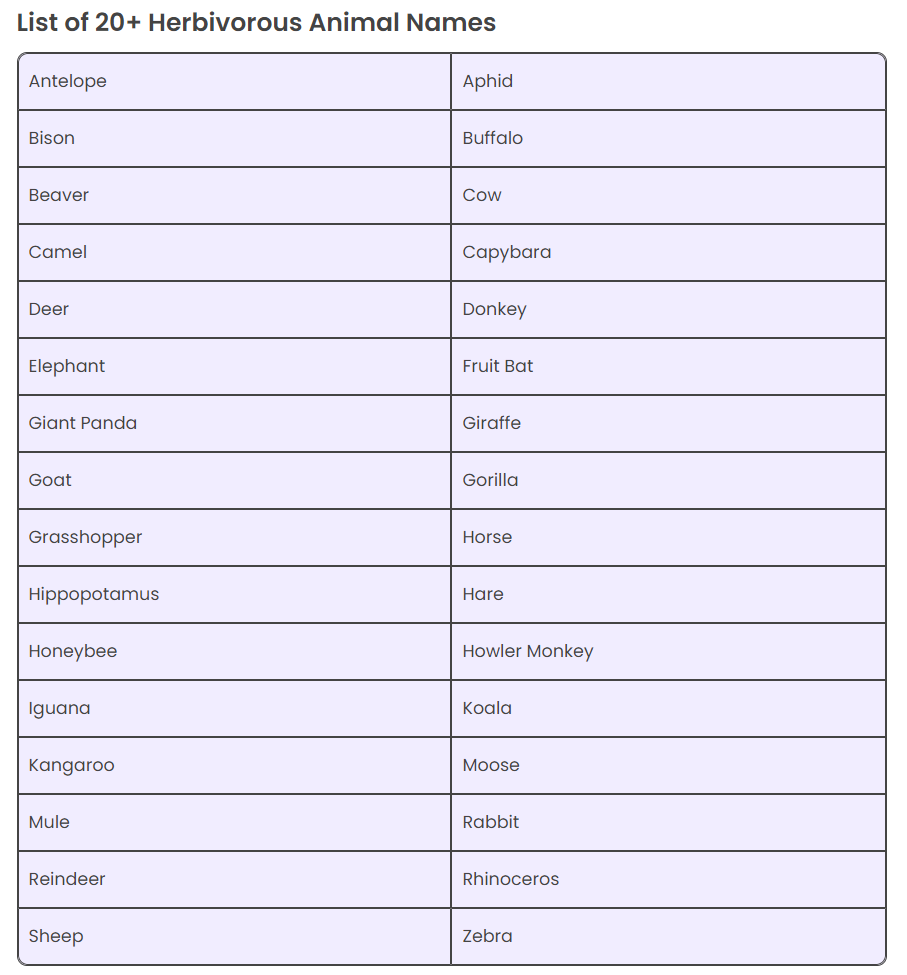 List of 20+ Herbivorous Animal Names
Antelope Aphid
Bison Buffalo
Beaver Cow
Camel Capybara
Deer Donkey
Elephant Fruit Bat
Giant Panda Giraffe
Goat Gorilla
Grasshopper Horse
Hippopotamus Hare
Honeybee Howler Monkey
Iguana Koala
Kangaroo Moose
Mule Rabbit
Reindeer Rhinoceros
Sheep Zebra